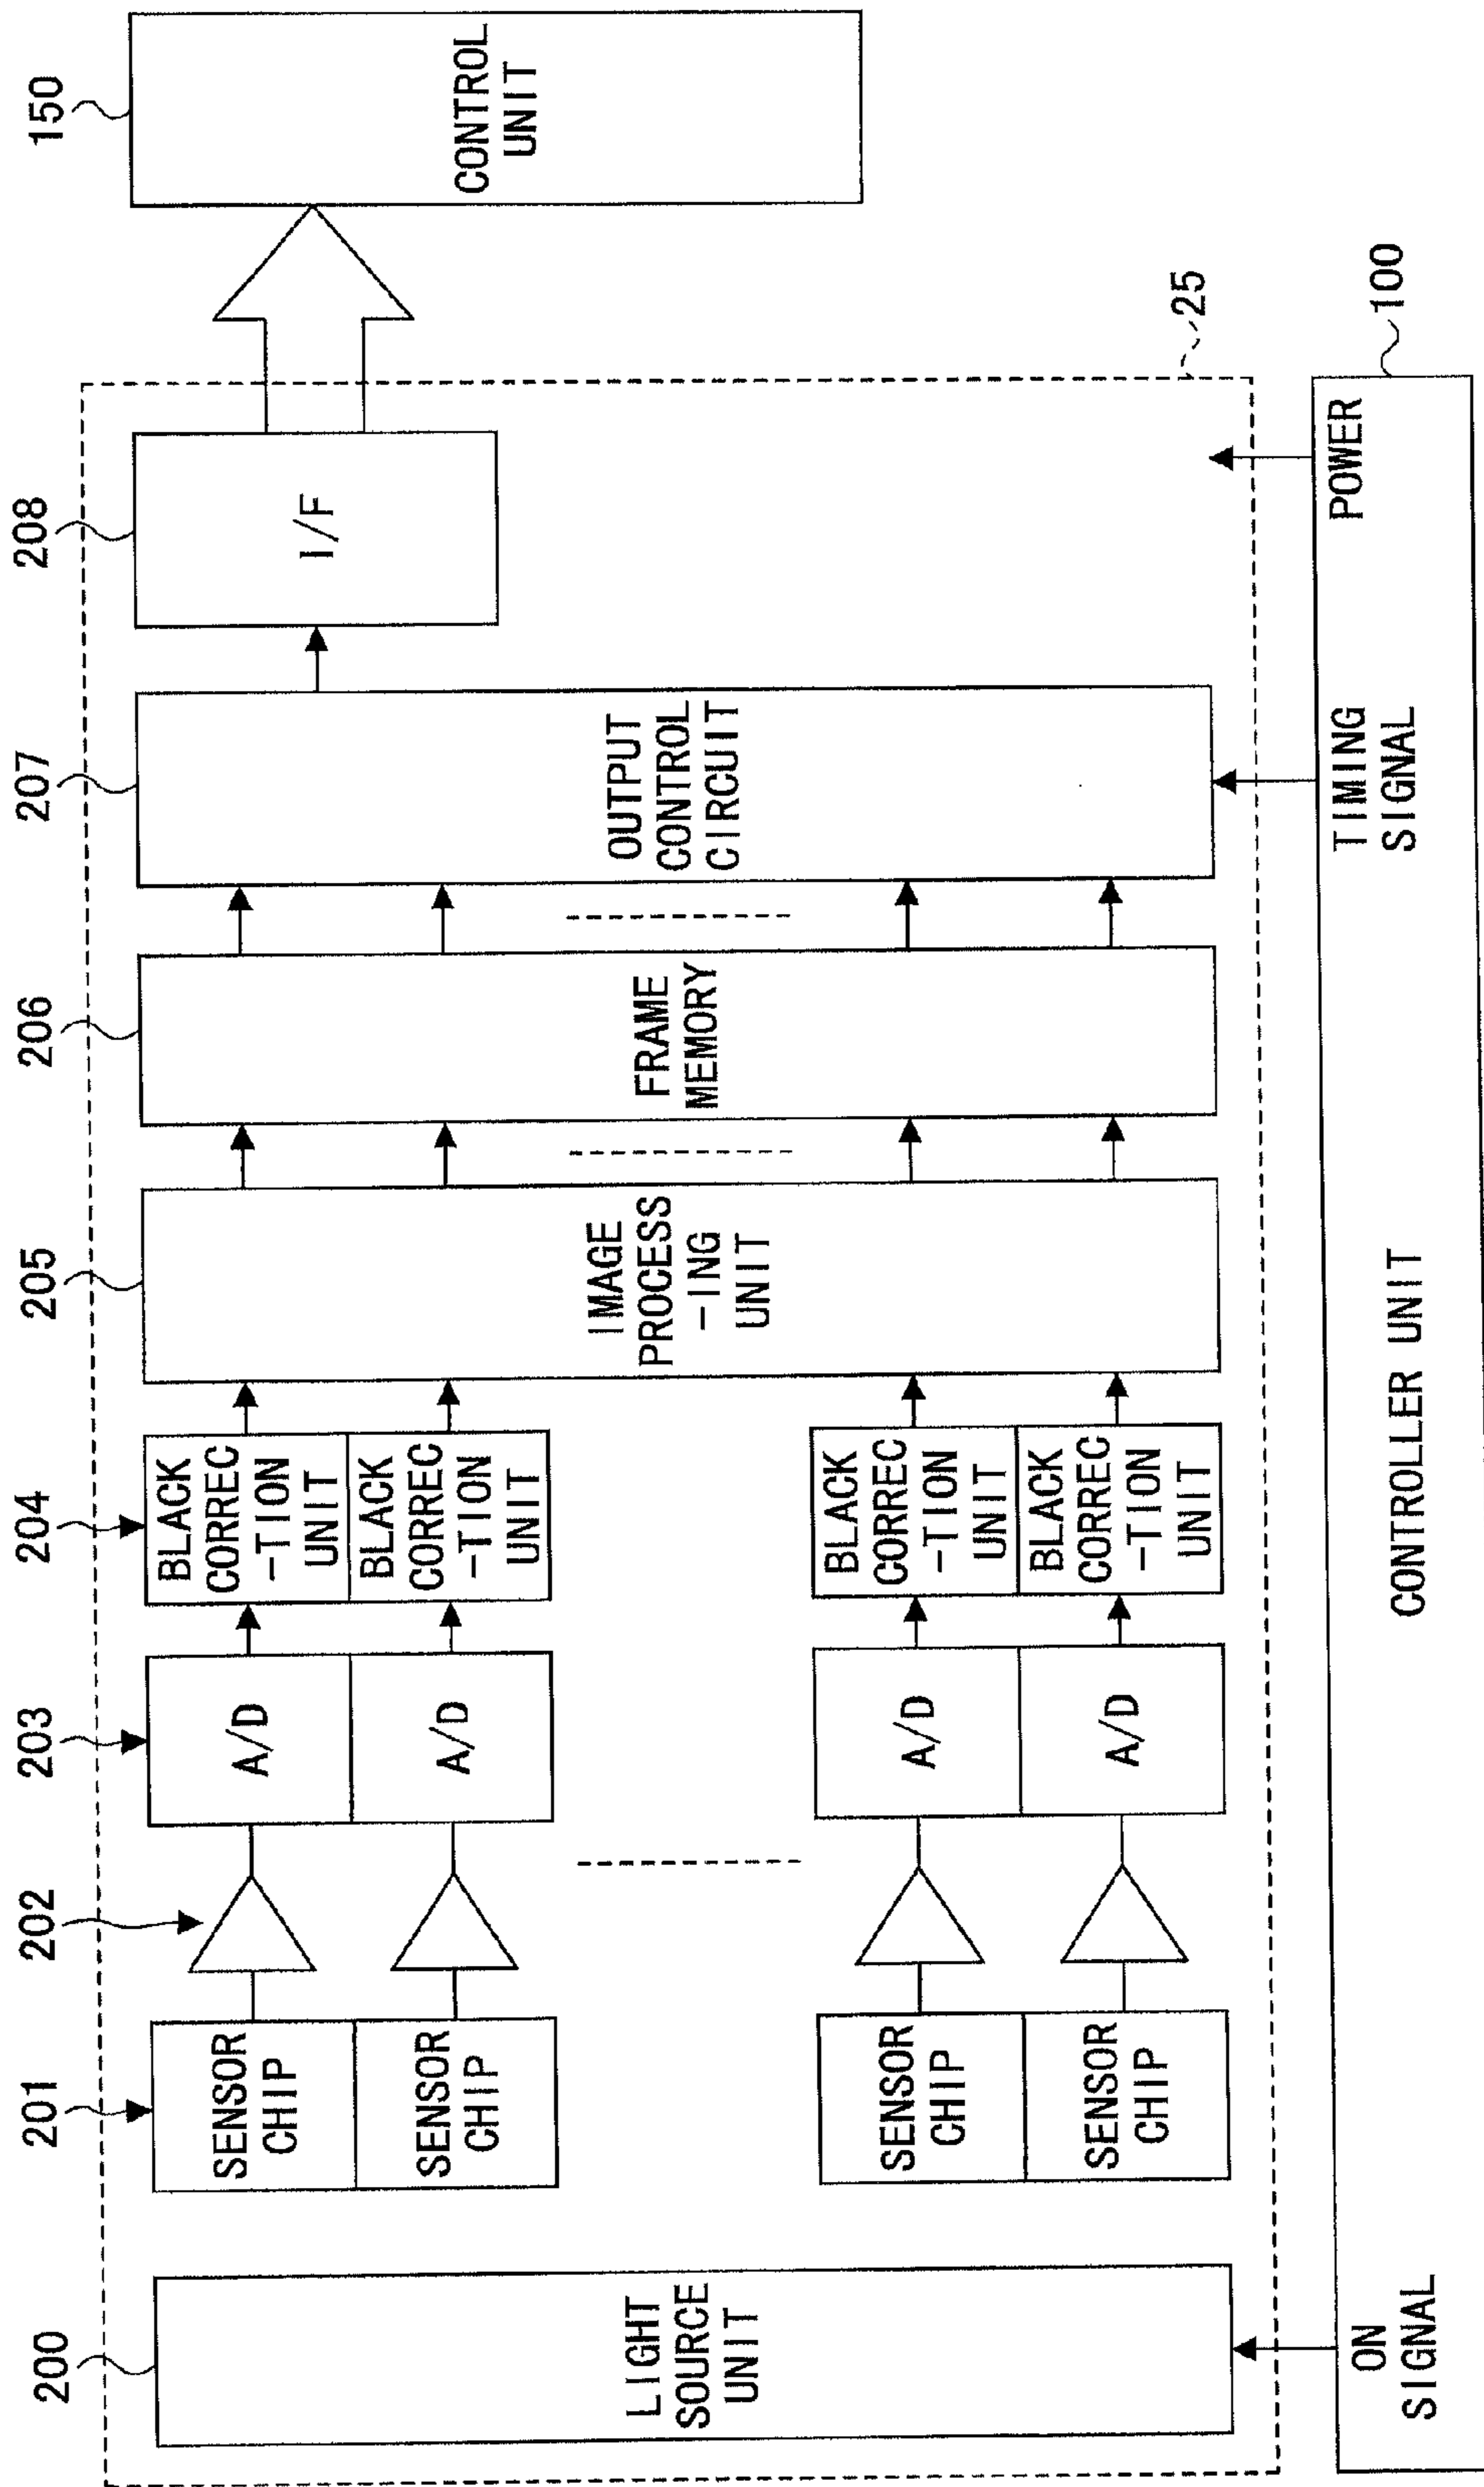 200
201
202
203
204
205
206
207
208
150
LIGHT
SOURCE
UNIT
SENSOR
CHIP
SENSOR
CHIP
SENSOR
CHIP
SENSOR
CHIP
A/D
A/D
A/D
A/D
BLACK
CORREC
-TION
UNIT
BLACK
CORREC
-TION
UNIT
BLACK
CORREC
-TION
UNIT
BLACK
CORREC
-TION
UNIT
IMAGE
PROCESS
-ING
UNIT
FRAME
MEMORY
OUTPUT
CONTROL
CIRCUIT
I/F
CONTROL
UNIT
25
ON
SIGNAL
CONTROLLER UNIT
TIMING
SIGNAL
POWER
100